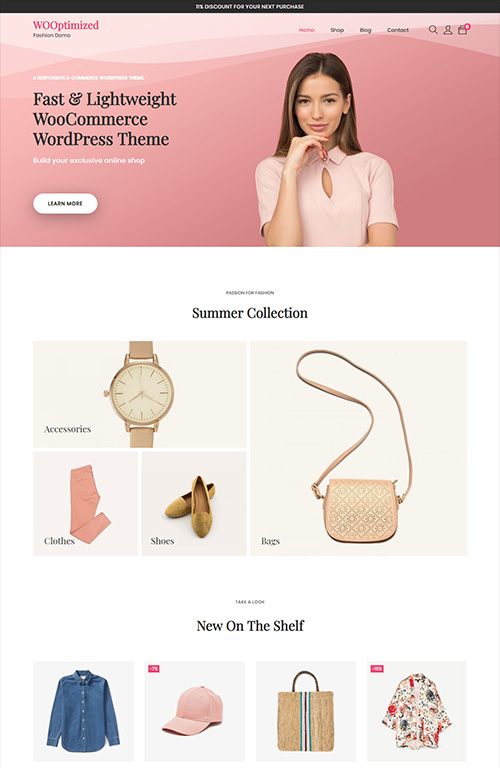 11% DISCOUNT FOR YOUR NEXT PURCHASE
WOOptimized
Fashion Demo
Home Shop Blog Contact
A RESPONSIVE E-COMMERCE WORDPRESS THEME.
Fast & Lightweight
WooCommerce
WordPress Theme
Build your exclusive online shop
LEARN MORE
PASSION FOR FASHION
Summer Collection
Accessories
Clothes
Shoes
Bags
TAKE A LOOK
New On The Shelf
-7%
-15%